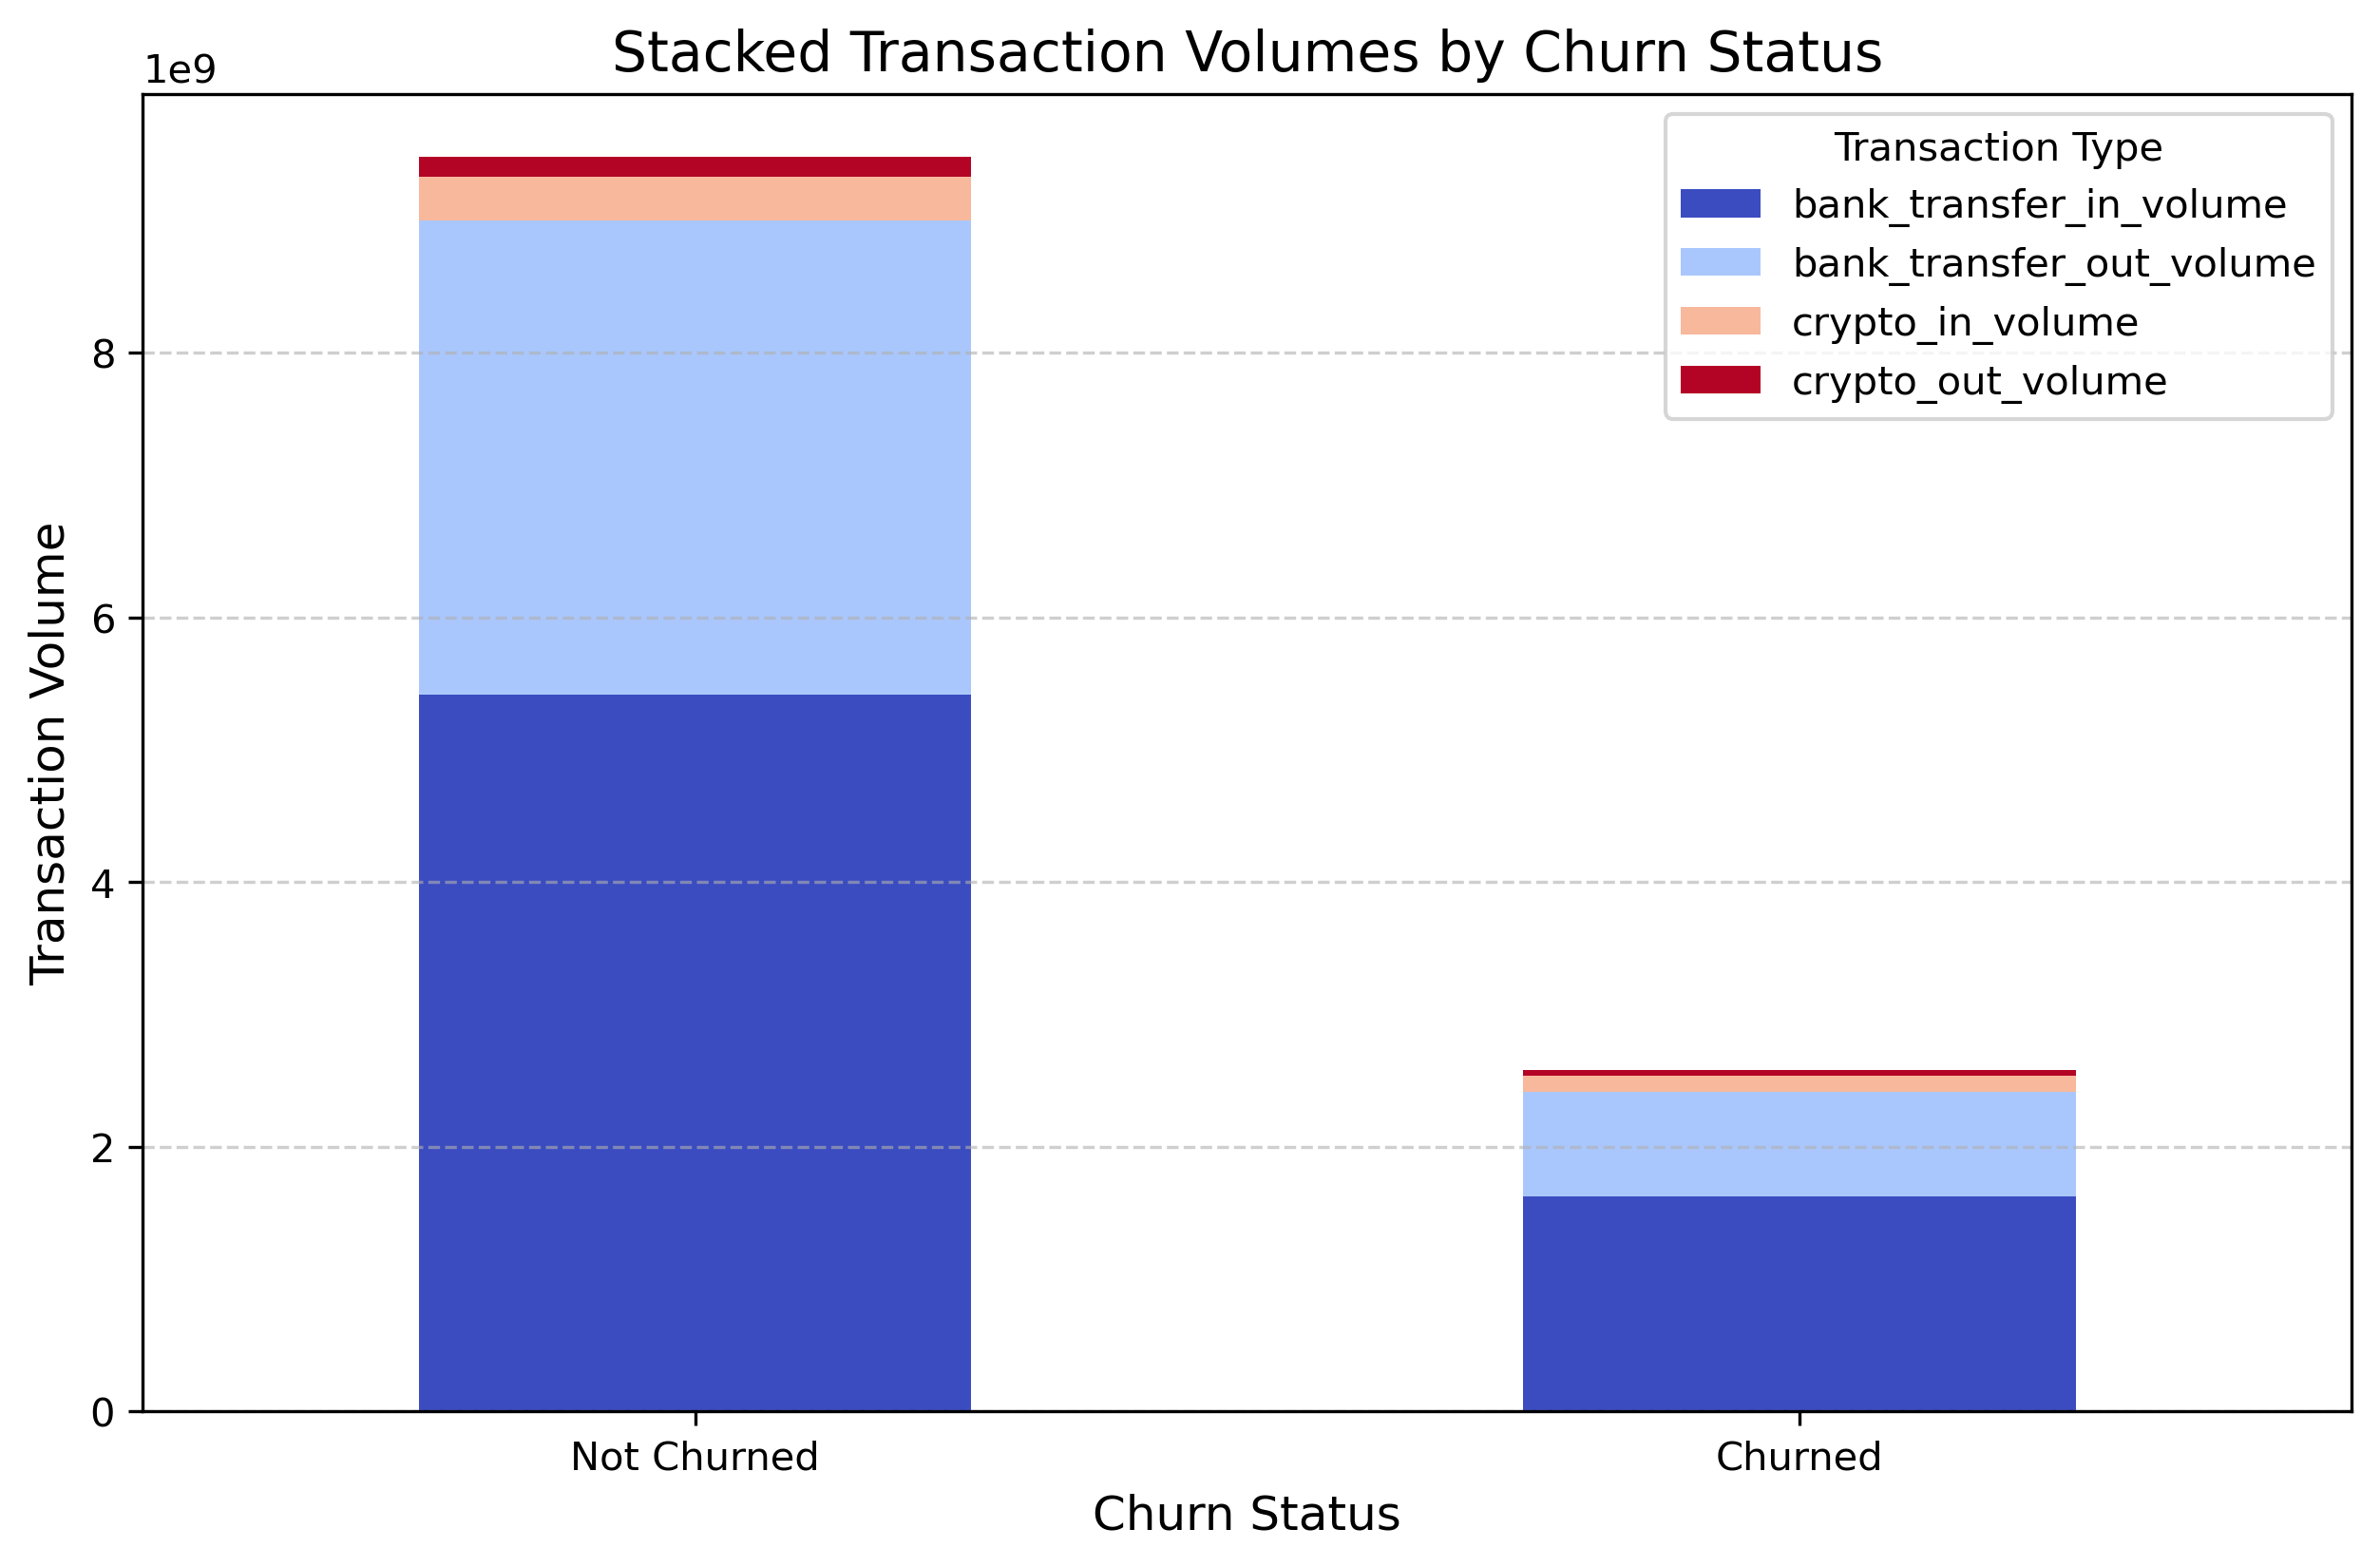 Stacked Transaction Volumes by Churn Status
1e9
Transaction Type
bank_transfer_in_volume
bank_transfer_out_volume
crypto_in_volume
crypto_out_volume
Transaction Volume
8
6
4
2
0
Not Churned
Churned
Churn Status